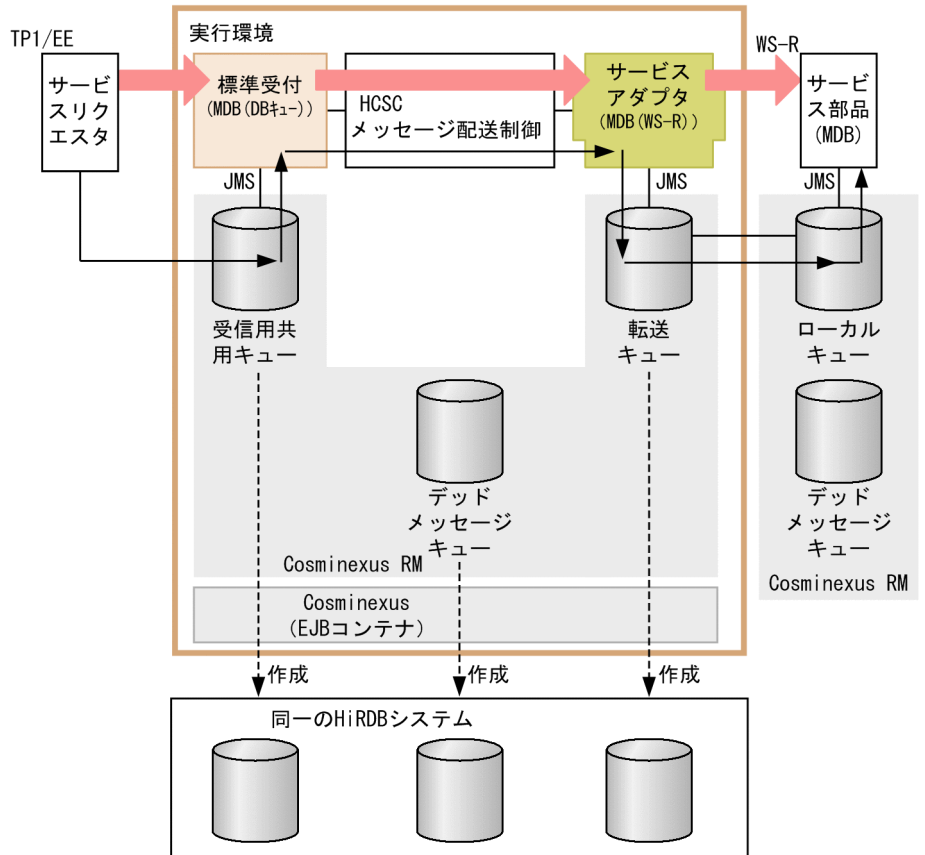 実行環境
TP1/EE
WS-R
サービ
スリク
エスタ
標準受付
(MDB(DBｷｭｰ))
HCSC
メッセージ配送制御
サービス
アダプタ
(MDB(WS-R))
サービ
ス部品
(MDB)
JMS
JMS
JMS
受信用共
用キュー
転送
キュー
ローカル
キュー
デッド
メッセージ
キュー
デッド
メッセージ
キュー
Cosminexus RM
Cosminexus RM
Cosminexus
(EJBコンテナ)
作成
作成
作成
同一のHiRDBシステム